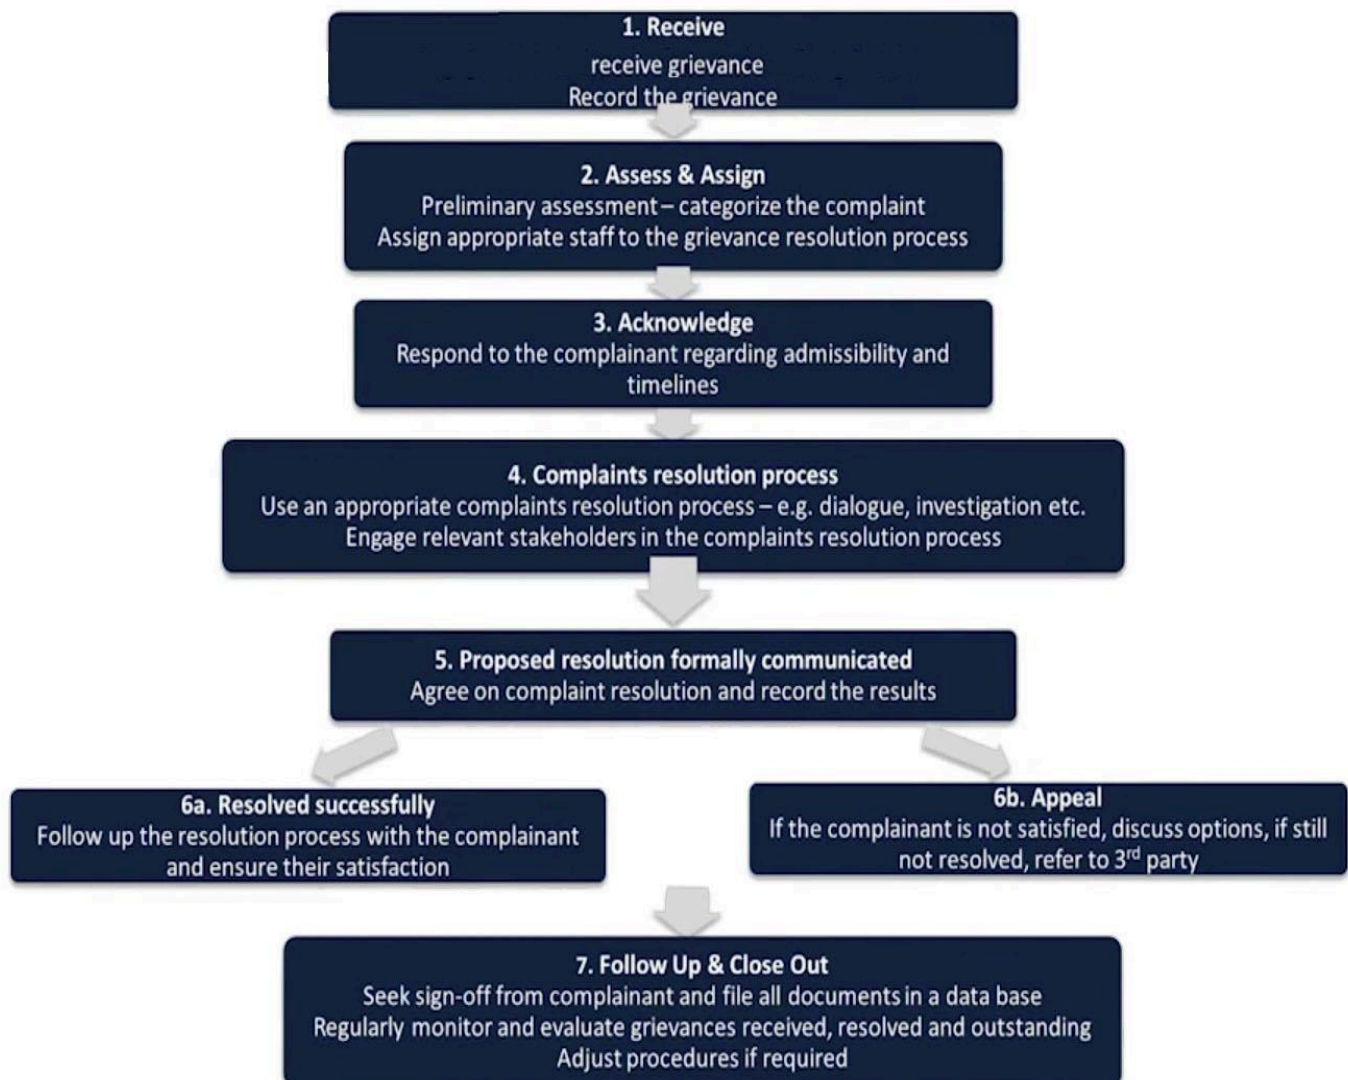 1. Receive
receive grievance
Record the grievance
2. Assess & Assign
Preliminary assessment – categorize the complaint
Assign appropriate staff to the grievance resolution process
3. Acknowledge
Respond to the complainant regarding admissibility and
timelines
4. Complaints resolution process
Use an appropriate complaints resolution process – e.g. dialogue, investigation etc.
Engage relevant stakeholders in the complaints resolution process
5. Proposed resolution formally communicated
Agree on complaint resolution and record the results
6a. Resolved successfully
Follow up the resolution process with the complainant
and ensure their satisfaction
6b. Appeal
If the complainant is not satisfied, discuss options, if still
not resolved, refer to 3rd party
7. Follow Up & Close Out
Seek sign-off from complainant and file all documents in a data base
Regularly monitor and evaluate grievances received, resolved and outstanding
Adjust procedures if required